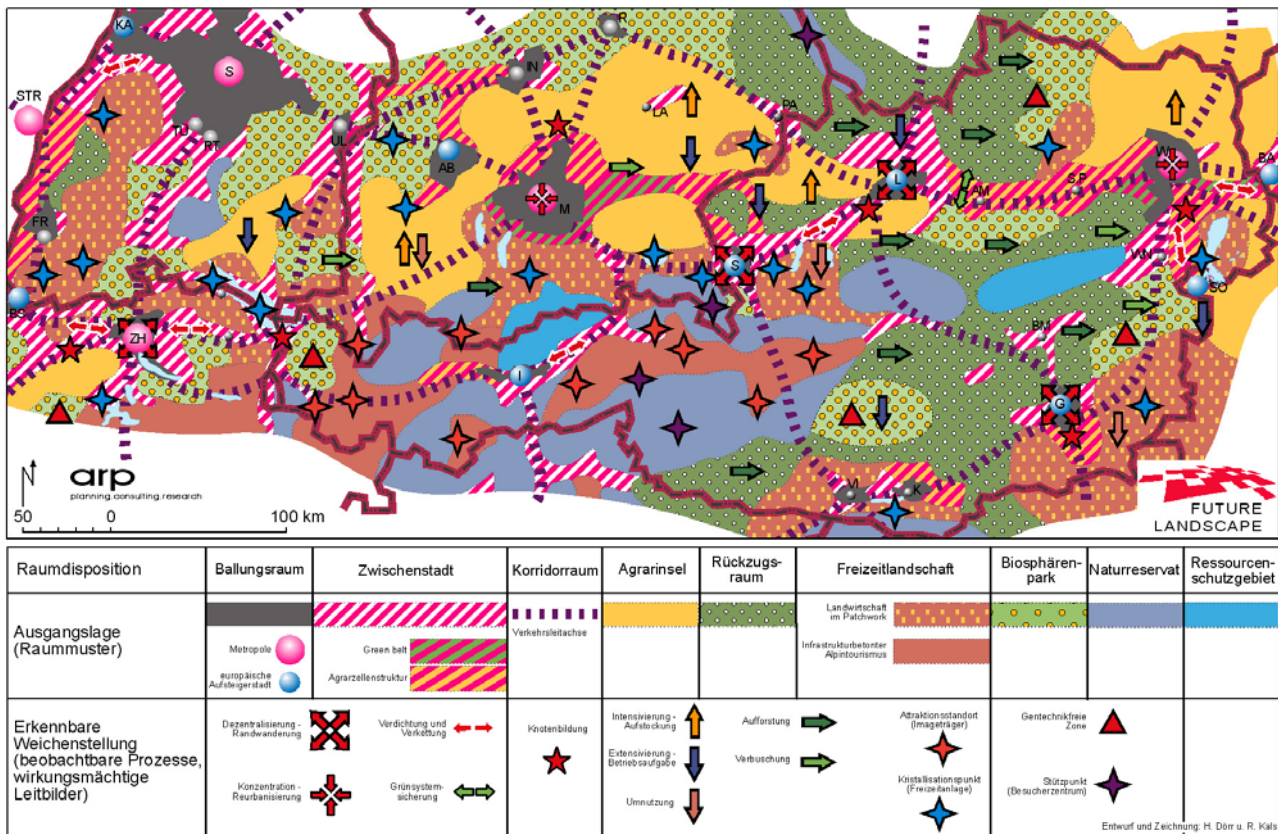 KA
R
S
IN
STR
LA
PA
TÜ
RT
UL
AB
L
W
BA
M
AM
S.P.
FR
S
WN
SO
BS
ZH
I
BM
G
VI
K
N
arp
planning.consulting.research
50 0 100 km
FUTURE
LANDSCAPE
Raumdisposition
Ballungsraum
Zwischenstadt
Korridorraum
Agrarinsel
Rückzugs-
raum
Freizeitlandschaft
Biosphären-
park
Naturreservat
Ressourcen-
schutzgebiet
Ausgangslage
(Raummuster)
Metropole
europäische
Aufsteigerstadt
Green belt
Agrarzellenstruktur
Verkehrsleitachse
Landwirtschaft
im Patchwork
Infrastrukturbetonter
Alpintourismus
Erkennbare
Weichenstellung
(beobachtbare Prozesse,
wirkungsmächtige
Leitbilder)
Dezentralisierung -
Randwanderung
Konzentration -
Reurbanisierung
Verdichtung und
Verkettung
Grünsystem-
sicherung
Knotenbildung
Intensivierung -
Aufstockung
Extensivierung -
Betriebsaufgabe
Umnutzung
Aufforstung
Verbuschung
Attraktionsstandort
(Imageträger)
Kristallisationspunkt
(Freizeitanlage)
Gentechnikfreie
Zone
Stützpunkt
(Besucherzentrum)
Entwurf und Zeichnung: H. Dörr u. R. Kals